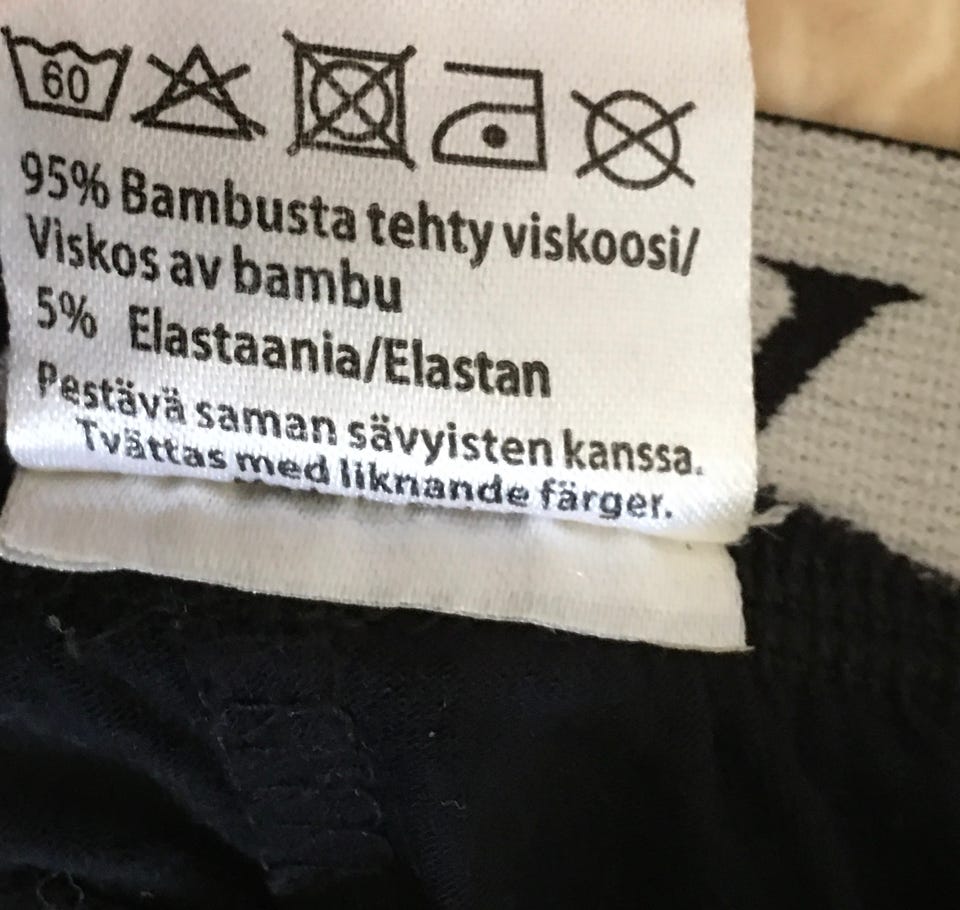 60
95% Bambusta tehty viskoosi/
Viskos av bambu
5% Elastaania/Elastan
Pestävä saman sävyisten kanssa.
Tvättas med liknande färger.